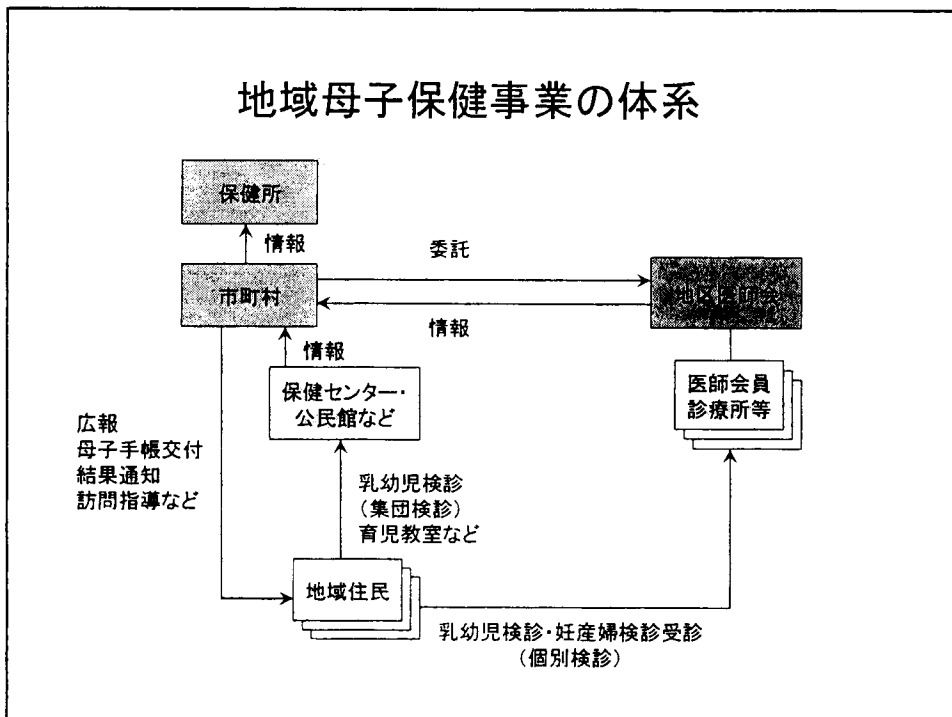 地域母子保健事業の体系
保健所
情報
委託
市町村
地区医師会
情報
情報
保健センター・
公民館など
医師会員
診療所等
広報
母子手帳交付
結果通知
訪問指導など
乳幼児検診
(集団検診)
育児教室など
地域住民
乳幼児検診・妊産婦検診受診
(個別検診)